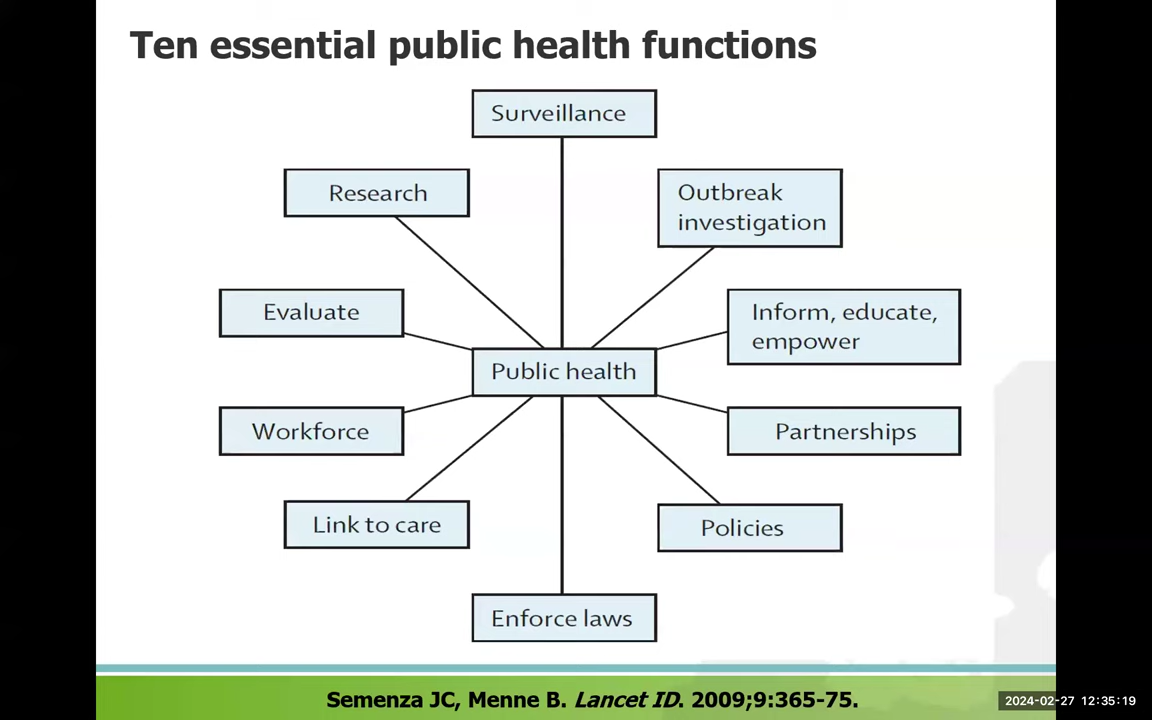 Ten essential public health functions
Surveillance
Research
Outbreak
investigation
Evaluate
Inform, educate,
empower
Public health
Workforce
Partnerships
Link to care
Policies
Enforce laws
Semenza JC, Menne B. Lancet ID. 2009;9:365-75.
2024-02-27 12:35:19